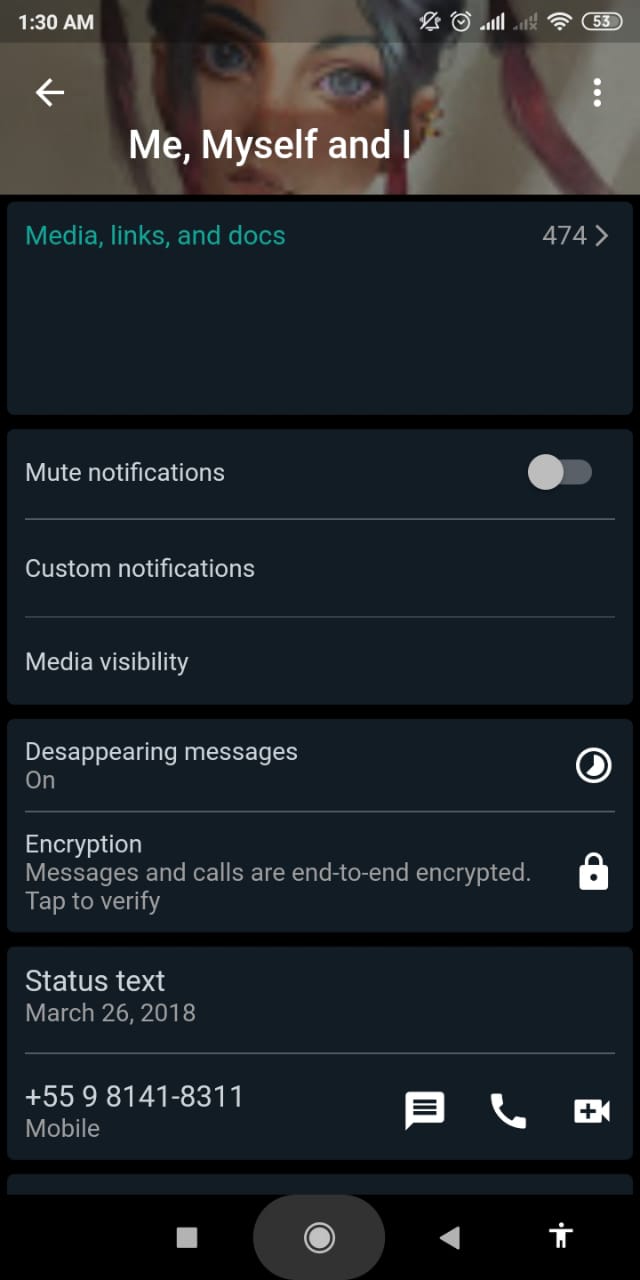 1:30 AM
53
Me, Myself and I
Media, links, and docs
474
Mute notifications
Custom notifications
Media visibility
Desappearing messages
On
Encryption
Messages and calls are end-to-end encrypted.
Tap to verify
Status text
March 26, 2018
+55 9 8141-8311
Mobile